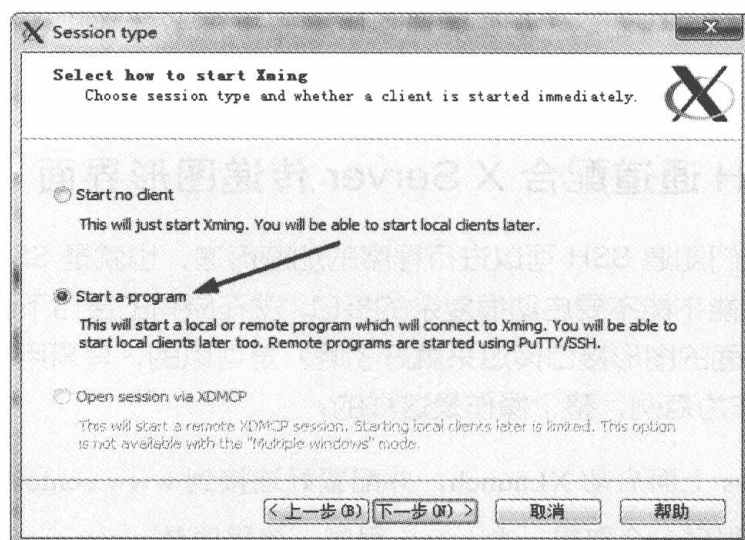 Session type
Select how to start Xming
Choose session type and whether a client is started immediately.
Start no client
This will just start Xming. You will be able to start local clients later.
Start a program
This will start a local or remote program which will connect to Xming. You will be able to
start local clients later too. Remote programs are started using PuTTY/SSH.
Open session via XDMCP
This will start a remote XDMCP session. Starting local clients later is limited. This option
is not available with the "Multiple windows" mode.
< 上一步(B)
下一步(N) >
取消
帮助